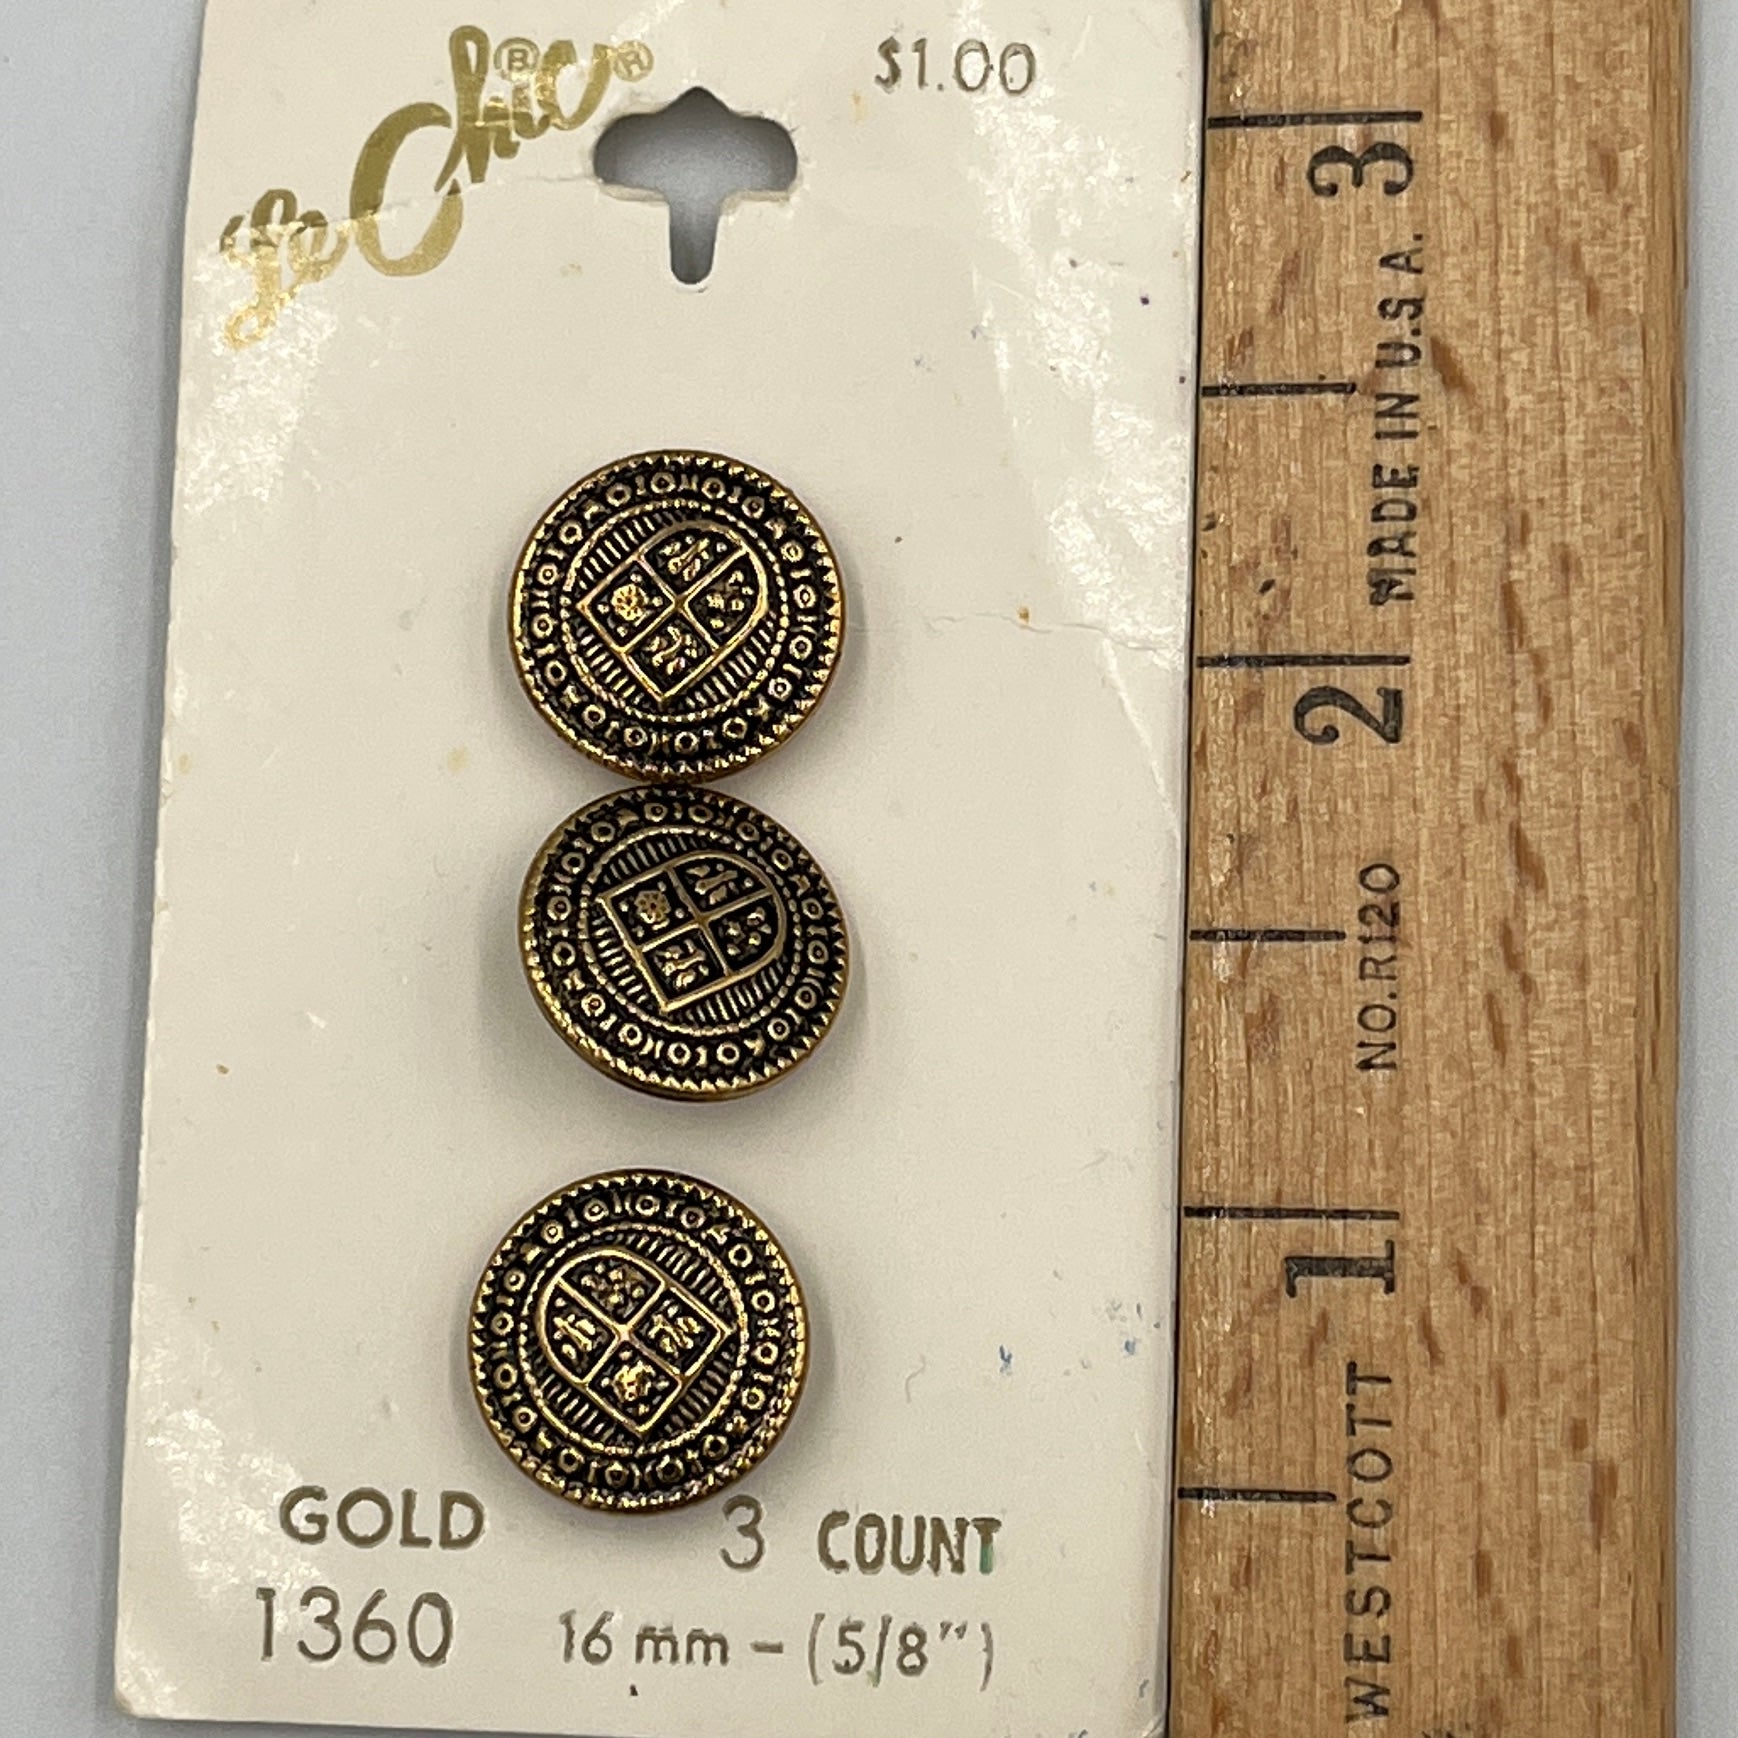 Le Chic® ®
$1.00
GOLD
3 COUNT
1360
16 mm – (5/8")
3
MADE IN U.S.A.
2
NO. R120
1
WESTCOTT